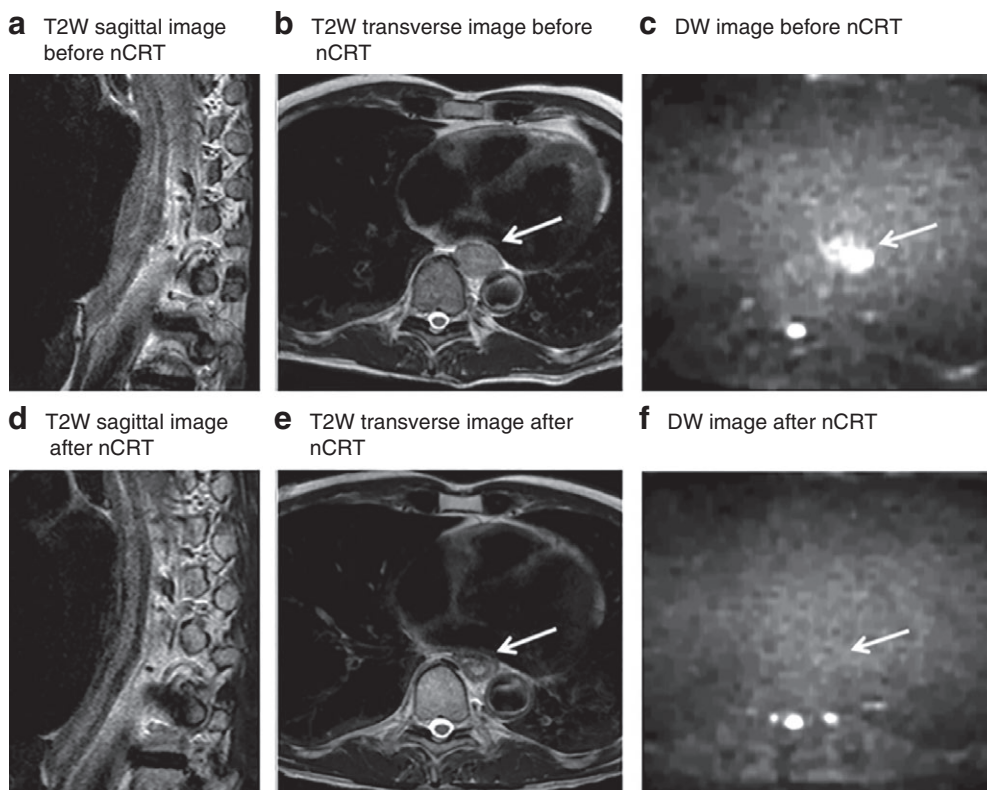 a T2W sagittal image
before nCRT
b T2W transverse image before
nCRT
c DW image before nCRT
d T2W sagittal image
after nCRT
e T2W transverse image after
nCRT
f DW image after nCRT